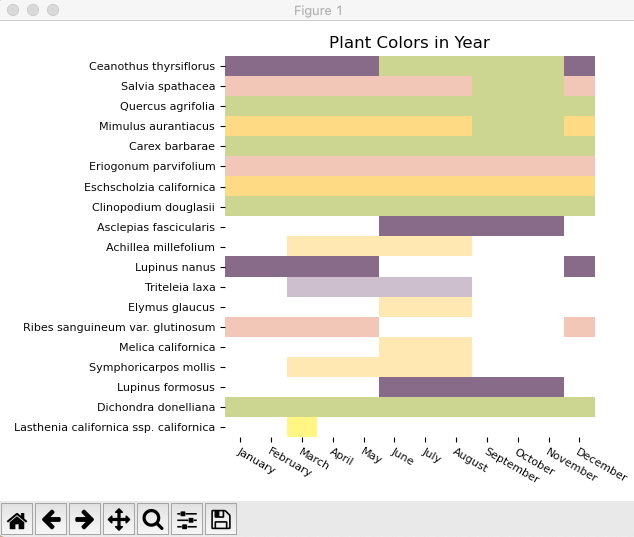 Figure 1
Plant Colors in Year
Ceanothus thyrsiflorus
Salvia spathacea
Quercus agrifolia
Mimulus aurantiacus
Carex barbarae
Eriogonum parvifolium
Eschscholzia californica
Clinopodium douglasii
Asclepias fascicularis
Achillea millefolium
Lupinus nanus
Triteleia laxa
Elymus glaucus
Ribes sanguineum var. glutinosum
Melica californica
Symphoricarpos mollis
Lupinus formosus
Dichondra donelliana
Lasthenia californica ssp. californica
January
February
March
April
May
June
July
August
September
October
November
December